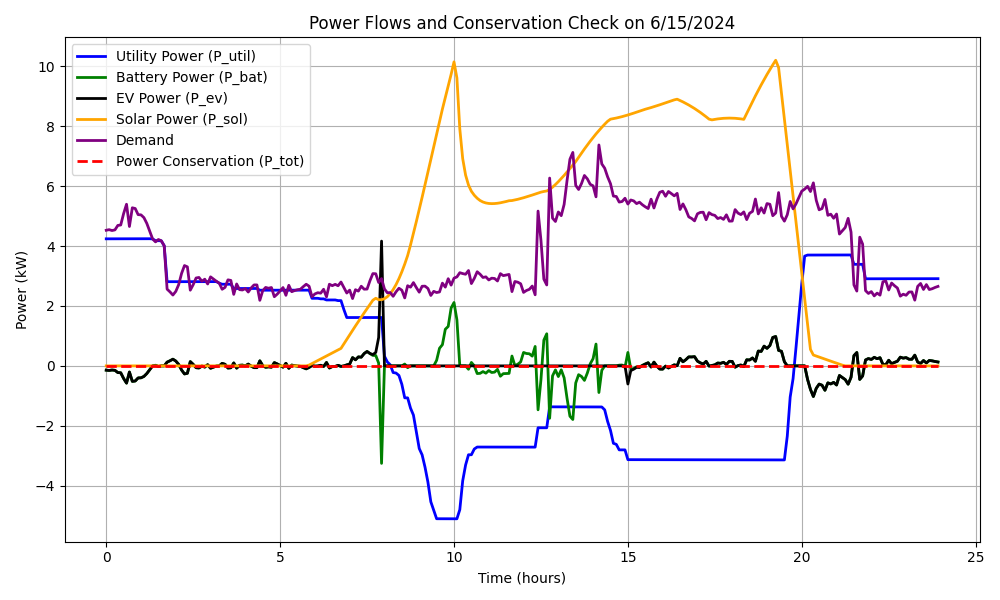 Power Flows and Conservation Check on 6/15/2024
Utility Power (P_util)
Battery Power (P_bat)
EV Power (P_ev)
Solar Power (P_sol)
Demand
Power Conservation (P_tot)
Power (kW)
10
8
6
4
2
0
−2
−4
0
5
10
15
20
25
Time (hours)